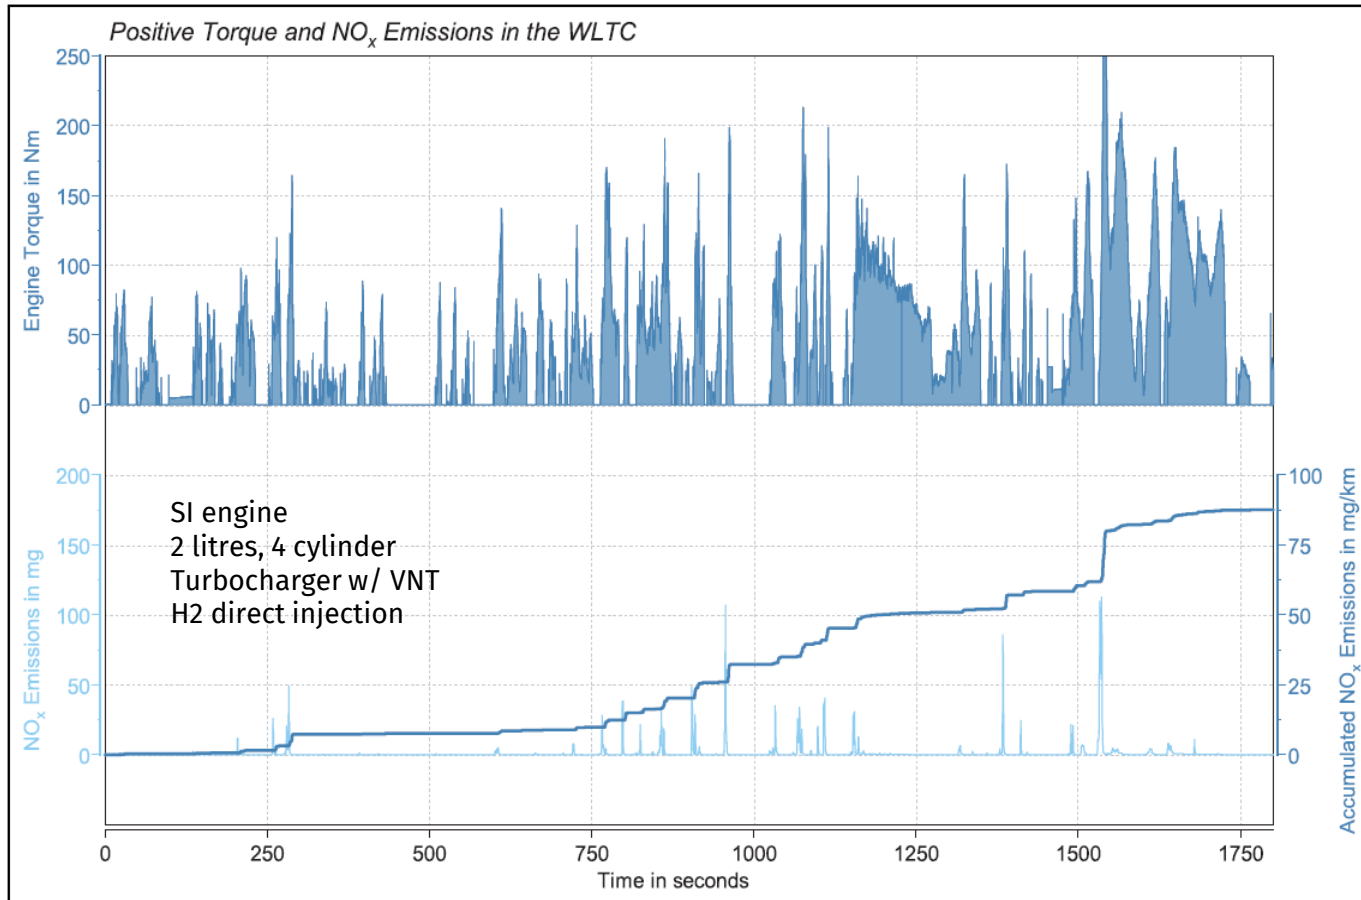 Positive Torque and NOx Emissions in the WLTC
Engine Torque in Nm
250
200
150
100
50
0
NOx Emissions in mg
200
150
100
50
0
SI engine
2 litres, 4 cylinder
Turbocharger w/ VNT
H2 direct injection
100
75
50
25
0
Accumulated NOx Emissions in mg/km
0
250
500
750
1000
1250
1500
1750
Time in seconds